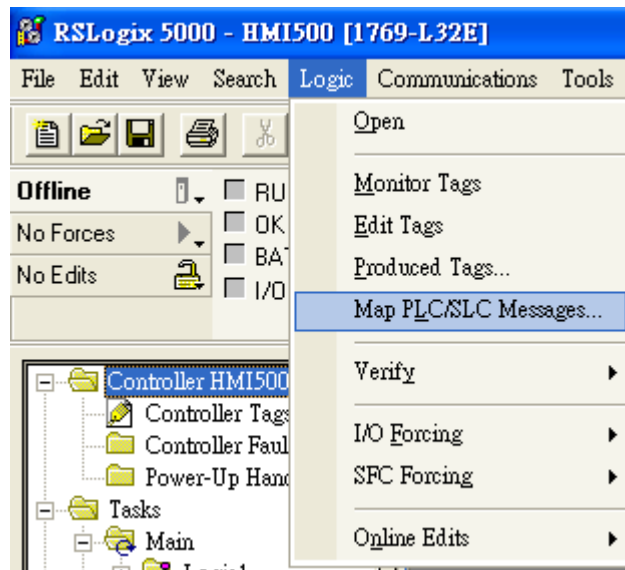 RSLogix 5000 - HMI500 [1769-L32E]
File Edit View Search Logic Communications Tools
Open
Offline
RU
Monitor Tags
No Forces
OK
Edit Tags
BAT
Produced Tags...
No Edits
I/O
Map PLC/SLC Messages...
Controller HMI500
Verify
Controller Tags
Controller Faul
I/O Forcing
Power-Up Hand
SFC Forcing
Tasks
Main
Online Edits